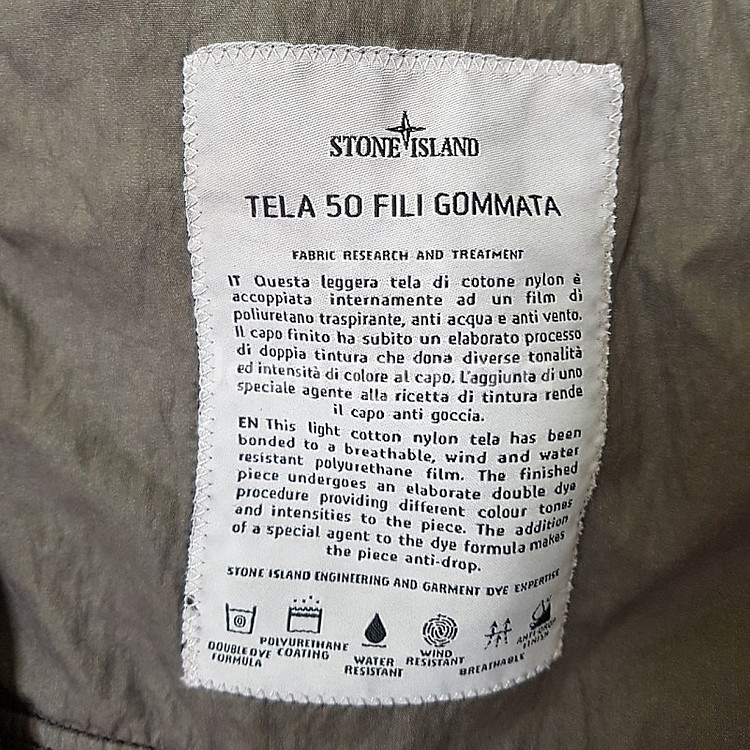 STONE ISLAND
TELA 50 FILI GOMMATA
FABRIC RESEARCH AND TREATMENT
IT Questa leggera tela di cotone nylon è
accoppiata internamente ad un film di
poliuretano traspirante, anti acqua e anti vento.
Il capo finito ha subito un elaborato processo
di doppia tintura che dona diverse tonalità
ed intensità di colore al capo. L'aggiunta di uno
speciale agente alla ricetta di tintura rende
il capo anti goccia.
EN This light cotton nylon tela has been
bonded to a breathable, wind and water
resistant polyurethane film. The finished
piece undergoes an elaborate double dye
procedure providing different colour tones
and intensities to the piece. The addition
of a special agent to the dye formula makes
the piece anti-drop.
STONE ISLAND ENGINEERING AND GARMENT DYE EXPERTISE
DOUBLE DYE
FORMULA
POLYURETHANE
COATING
WATER
RESISTANT
WIND
RESISTANT
BREATHABLE
ANTI-DROP
FINISH